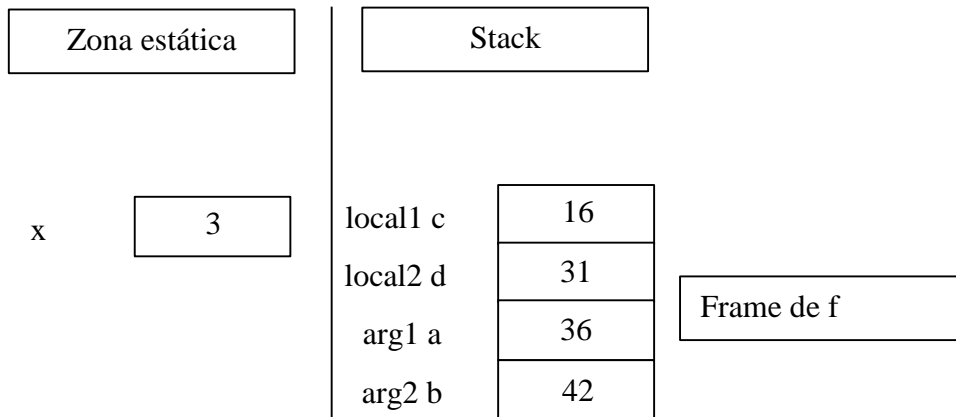 Zona estática
Stack
x
3
local1 c
16
local2 d
31
arg1 a
36
arg2 b
42
Frame de f